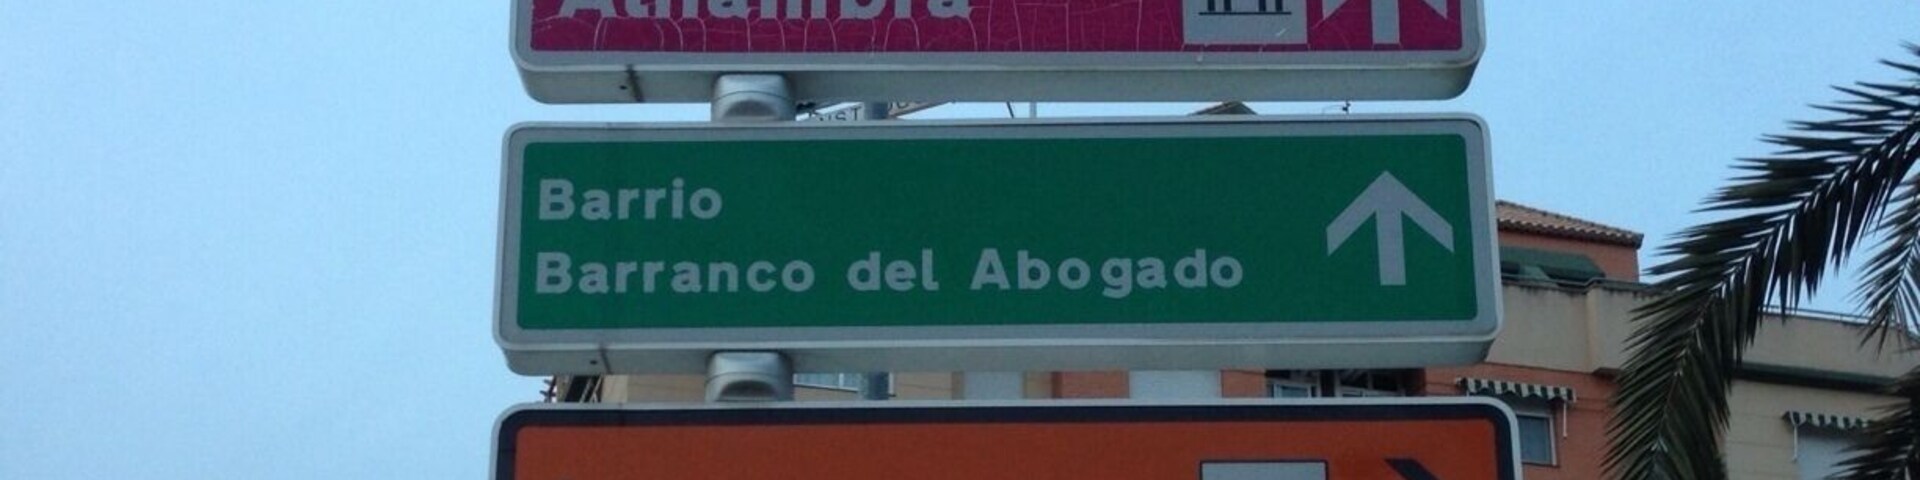 Alhambra
Barrio
Barranco del Abogado